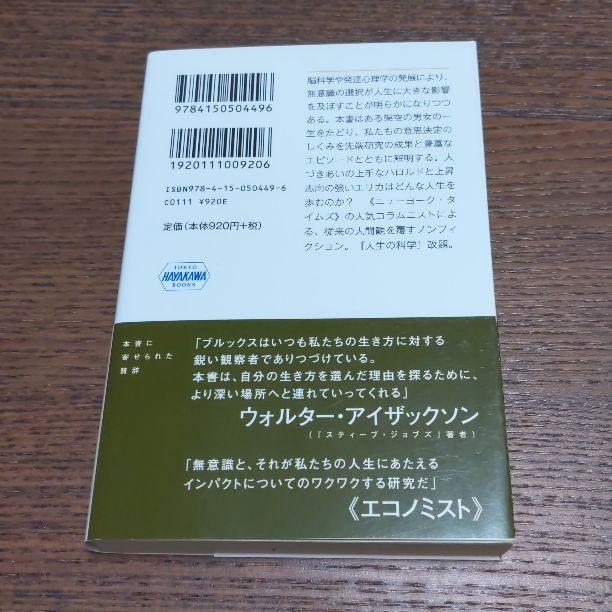 9784150504496
1920111009206
ISBN978-4-15-050449-6
C0111 ¥920E
定価（本体920円＋税）
TOKYO
HAYAKAWA
BOOKS
脳科学や発達心理学の発展により、
無意識の選択が人生に大きな影響
を及ぼすことが明らかになりつつ
ある。本書はある架空の男女の一
生をたどり、私たちの意思決定の
しくみを先端研究の成果と豊富な
エピソードとともに解明する。人
づきあいの上手なハロルドと上昇
志向の強いエリカはどんな人生を
歩むのか？ 《ニューヨーク・タ
イムズ》の人気コラムニストによ
る、従来の人間観を覆すノンフィ
クション。『人生の科学』改題。
本書に
寄せられた
賛辞
「ブルックスはいつも私たちの生き方に対する
鋭い観察者でありつづけている。
本書は、自分の生き方を選んだ理由を探るために、
より深い場所へと連れていってくれる」
ウォルター・アイザックソン
（『スティーブ・ジョブズ』著者）
「無意識と、それが私たちの人生にあたえる
インパクトについてのワクワクする研究だ」
《エコノミスト》